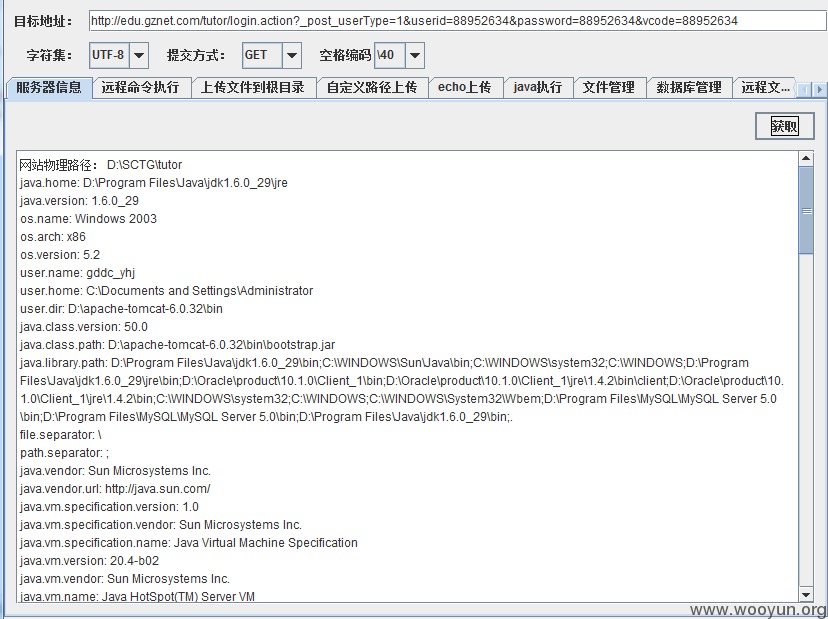 目标地址: http://edu.gznet.com/tutor/login.action?_post_userType=1&userid=88952634&password=88952634&vcode=88952634
字符集: UTF-8 提交方式: GET 空格编码 \40
服务器信息 远程命令执行 上传文件到根目录 自定义路径上传 echo上传 java执行 文件管理 数据库管理 远程文...
获取
网站物理路径: D:\SCTG\tutor
java.home: D:\Program Files\Java\jdk1.6.0_29\jre
java.version: 1.6.0_29
os.name: Windows 2003
os.arch: x86
os.version: 5.2
user.name: gddc_yhj
user.home: C:\Documents and Settings\Administrator
user.dir: D:\apache-tomcat-6.0.32\bin
java.class.version: 50.0
java.class.path: D:\apache-tomcat-6.0.32\bin\bootstrap.jar
java.library.path: D:\Program Files\Java\jdk1.6.0_29\bin;C:\WINDOWS\Sun\Java\bin;C:\WINDOWS\system32;C:\WINDOWS;D:\Program
Files\Java\jdk1.6.0_29\jre\bin;D:\Oracle\product\10.1.0\Client_1\bin;D:\Oracle\product\10.1.0\Client_1\jre\1.4.2\bin\client;D:\Oracle\product\10.
1.0\Client_1\jre\1.4.2\bin;C:\WINDOWS\system32;C:\WINDOWS;C:\WINDOWS\System32\Wbem;D:\Program Files\MySQL\MySQL Server 5.0
\bin;D:\Program Files\MySQL\MySQL Server 5.0\bin;D:\Program Files\Java\jdk1.6.0_29\bin;.
file.separator: \
path.separator: ;
java.vendor: Sun Microsystems Inc.
java.vendor.url: http://java.sun.com/
java.vm.specification.version: 1.0
java.vm.specification.vendor: Sun Microsystems Inc.
java.vm.specification.name: Java Virtual Machine Specification
java.vm.version: 20.4-b02
java.vm.vendor: Sun Microsystems Inc.
java.vm.name: Java HotSpot(TM) Server VM
www.wooyun.org